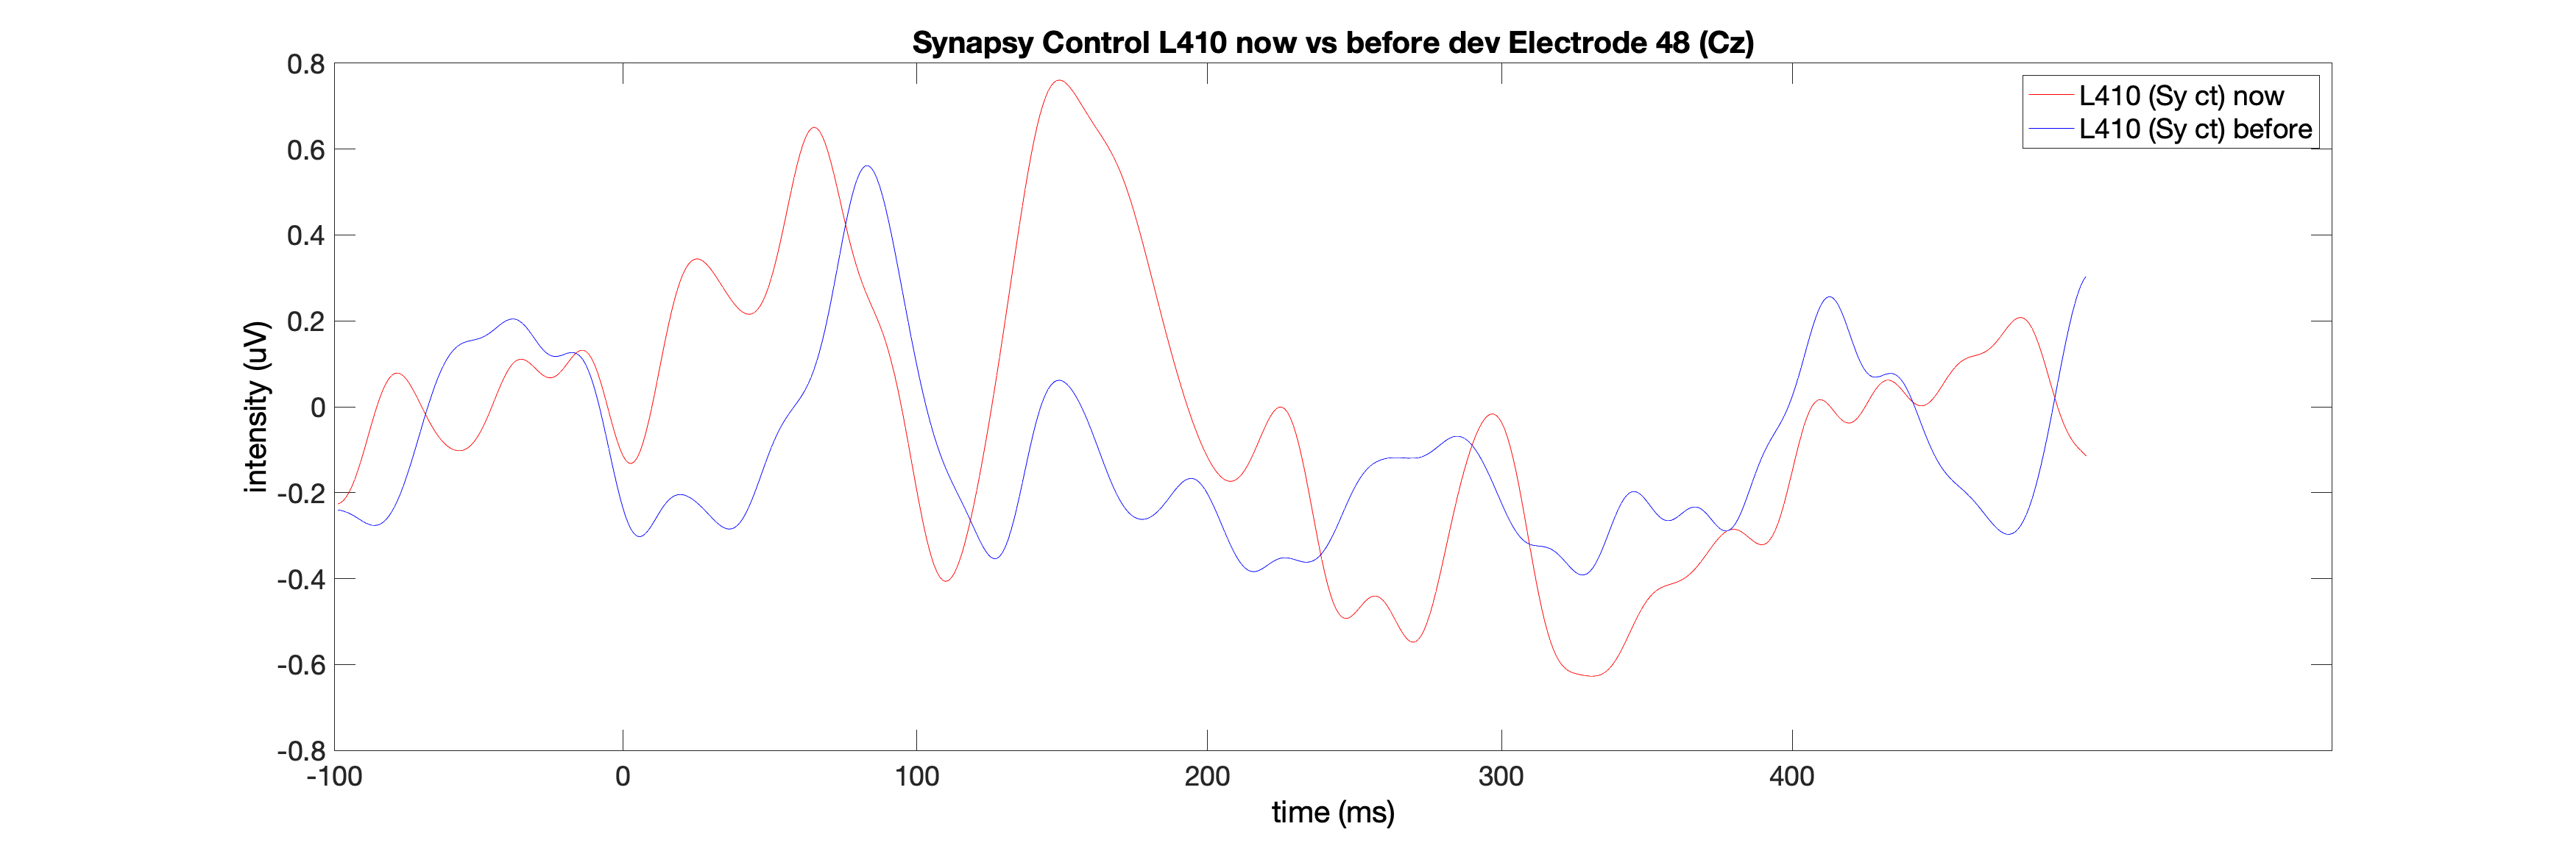 Synapsy Control L410 now vs before dev Electrode 48 (Cz)
L410 (Sy ct) now
L410 (Sy ct) before
intensity (uV)
0.8
0.6
0.4
0.2
0
-0.2
-0.4
-0.6
-0.8
-100 0 100 200 300 400
time (ms)